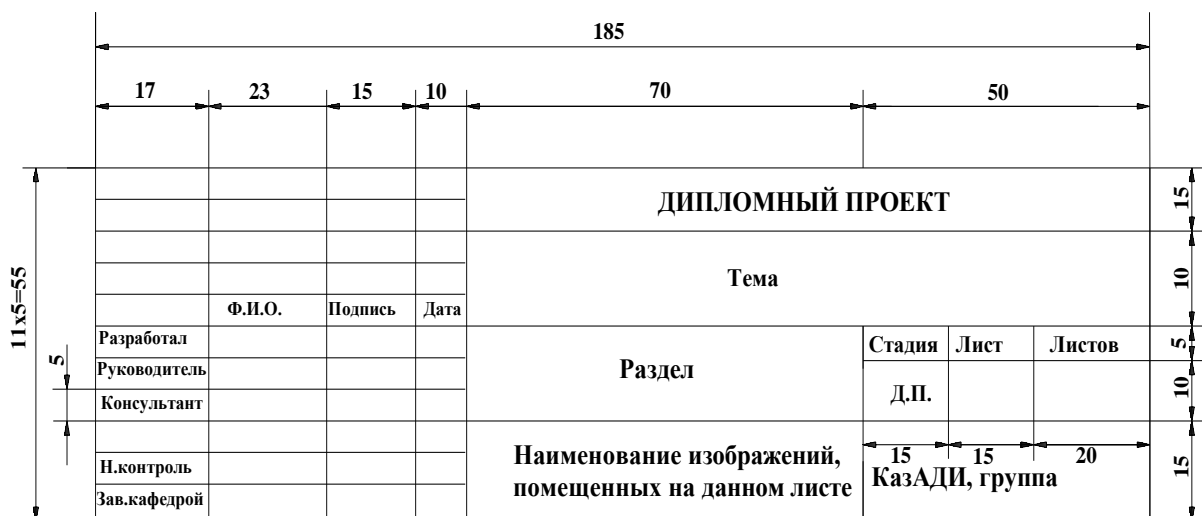 185
17 23 15 10 70 50
ДИПЛОМНЫЙ ПРОЕКТ
15
11х5=55
Тема
10
Ф.И.О. Подпись Дата
Разработал
Стадия Лист Листов
5
5
Руководитель
Раздел
Консультант
Д.П.
10
15 15 20
Наименование изображений,
помещенных на данном листе
КазАДИ, группа
15
Н.контроль
Зав.кафедрой